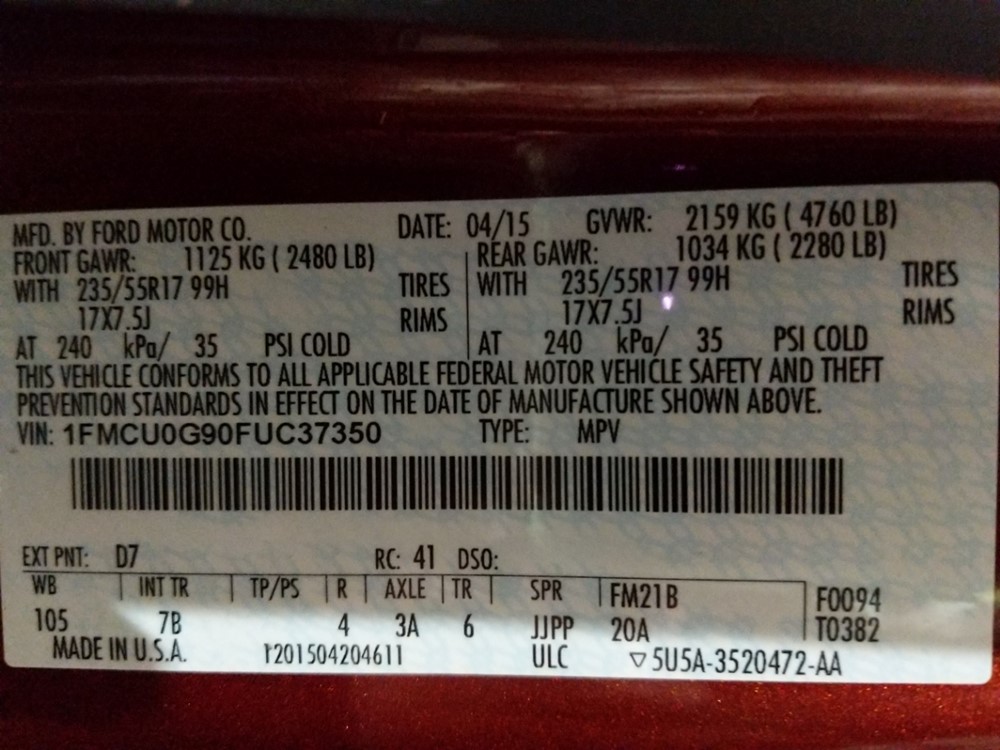 MFD. BY FORD MOTOR CO. DATE: 04/15 GVWR: 2159 KG ( 4760 LB)
FRONT GAWR: 1125 KG ( 2480 LB) REAR GAWR: 1034 KG ( 2280 LB)
WITH 235/55R17 99H TIRES WITH 235/55R17 99H TIRES
17X7.5J RIMS 17X7.5J RIMS
AT 240 kPa/ 35 PSI COLD AT 240 kPa/ 35 PSI COLD
THIS VEHICLE CONFORMS TO ALL APPLICABLE FEDERAL MOTOR VEHICLE SAFETY AND THEFT
PREVENTION STANDARDS IN EFFECT ON THE DATE OF MANUFACTURE SHOWN ABOVE.
VIN: 1FMCU0G90FUC37350 TYPE: MPV
EXT PNT: D7 RC: 41 DSO:
WB INT TR TP/PS R AXLE TR SPR FM21B F0094
105 7B 4 3A 6 JJPP 20A T0382
MADE IN U.S.A. T201504204611 ULC ▽5U5A-3520472-AA